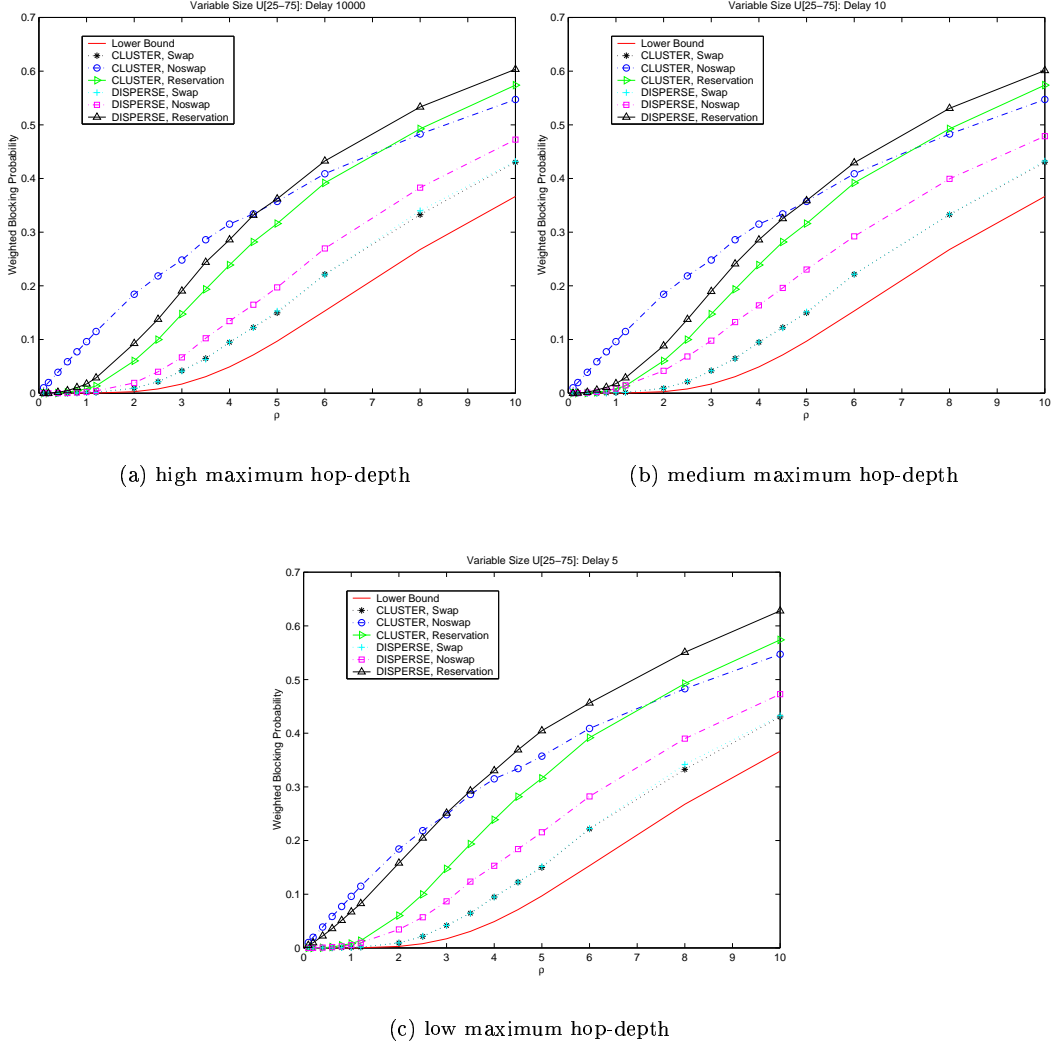 Variable Size U[25−75]: Delay 10000
Weighted Blocking Probability
0.7
0.6
0.5
0.4
0.3
0.2
0.1
0
Lower Bound
CLUSTER, Swap
CLUSTER, Noswap
CLUSTER, Reservation
DISPERSE, Swap
DISPERSE, Noswap
DISPERSE, Reservation
0 1 2 3 4 5 6 7 8 9 10
ρ
(a) high maximum hop-depth
Variable Size U[25−75]: Delay 10
Weighted Blocking Probability
0.7
0.6
0.5
0.4
0.3
0.2
0.1
0
Lower Bound
CLUSTER, Swap
CLUSTER, Noswap
CLUSTER, Reservation
DISPERSE, Swap
DISPERSE, Noswap
DISPERSE, Reservation
0 1 2 3 4 5 6 7 8 9 10
ρ
(b) medium maximum hop-depth
Variable Size U[25−75]: Delay 5
Weighted Blocking Probability
0.7
0.6
0.5
0.4
0.3
0.2
0.1
0
Lower Bound
CLUSTER, Swap
CLUSTER, Noswap
CLUSTER, Reservation
DISPERSE, Swap
DISPERSE, Noswap
DISPERSE, Reservation
0 1 2 3 4 5 6 7 8 9 10
ρ
(c) low maximum hop-depth